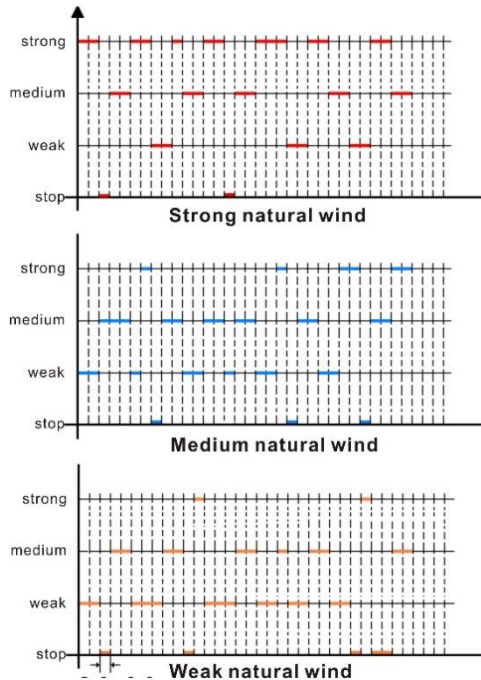 strong
medium
weak
stop
Strong natural wind
strong
medium
weak
stop
Medium natural wind
strong
medium
weak
stop
Weak natural wind